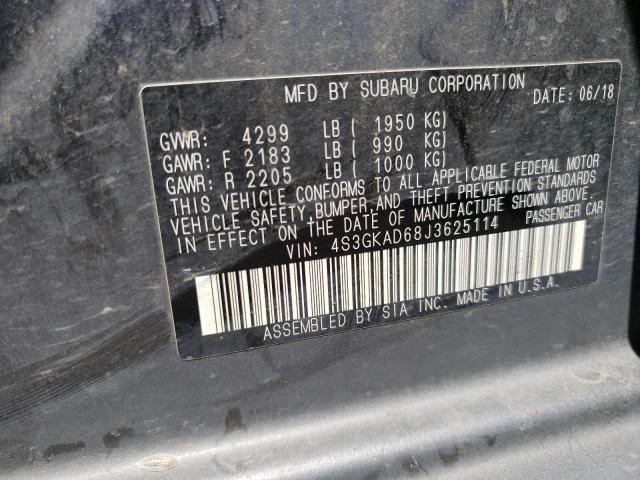 MFD BY SUBARU CORPORATION
DATE: 06/18
GVWR: 4299 LB ( 1950 KG)
GAWR: F 2183 LB ( 990 KG)
GAWR: R 2205 LB ( 1000 KG)
THIS VEHICLE CONFORMS TO ALL APPLICABLE FEDERAL MOTOR
VEHICLE SAFETY, BUMPER, AND THEFT PREVENTION STANDARDS
IN EFFECT ON THE DATE OF MANUFACTURE SHOWN ABOVE.
VIN: 4S3GKAD68J3625114 PASSENGER CAR
ASSEMBLED BY SIA INC. MADE IN U.S.A.